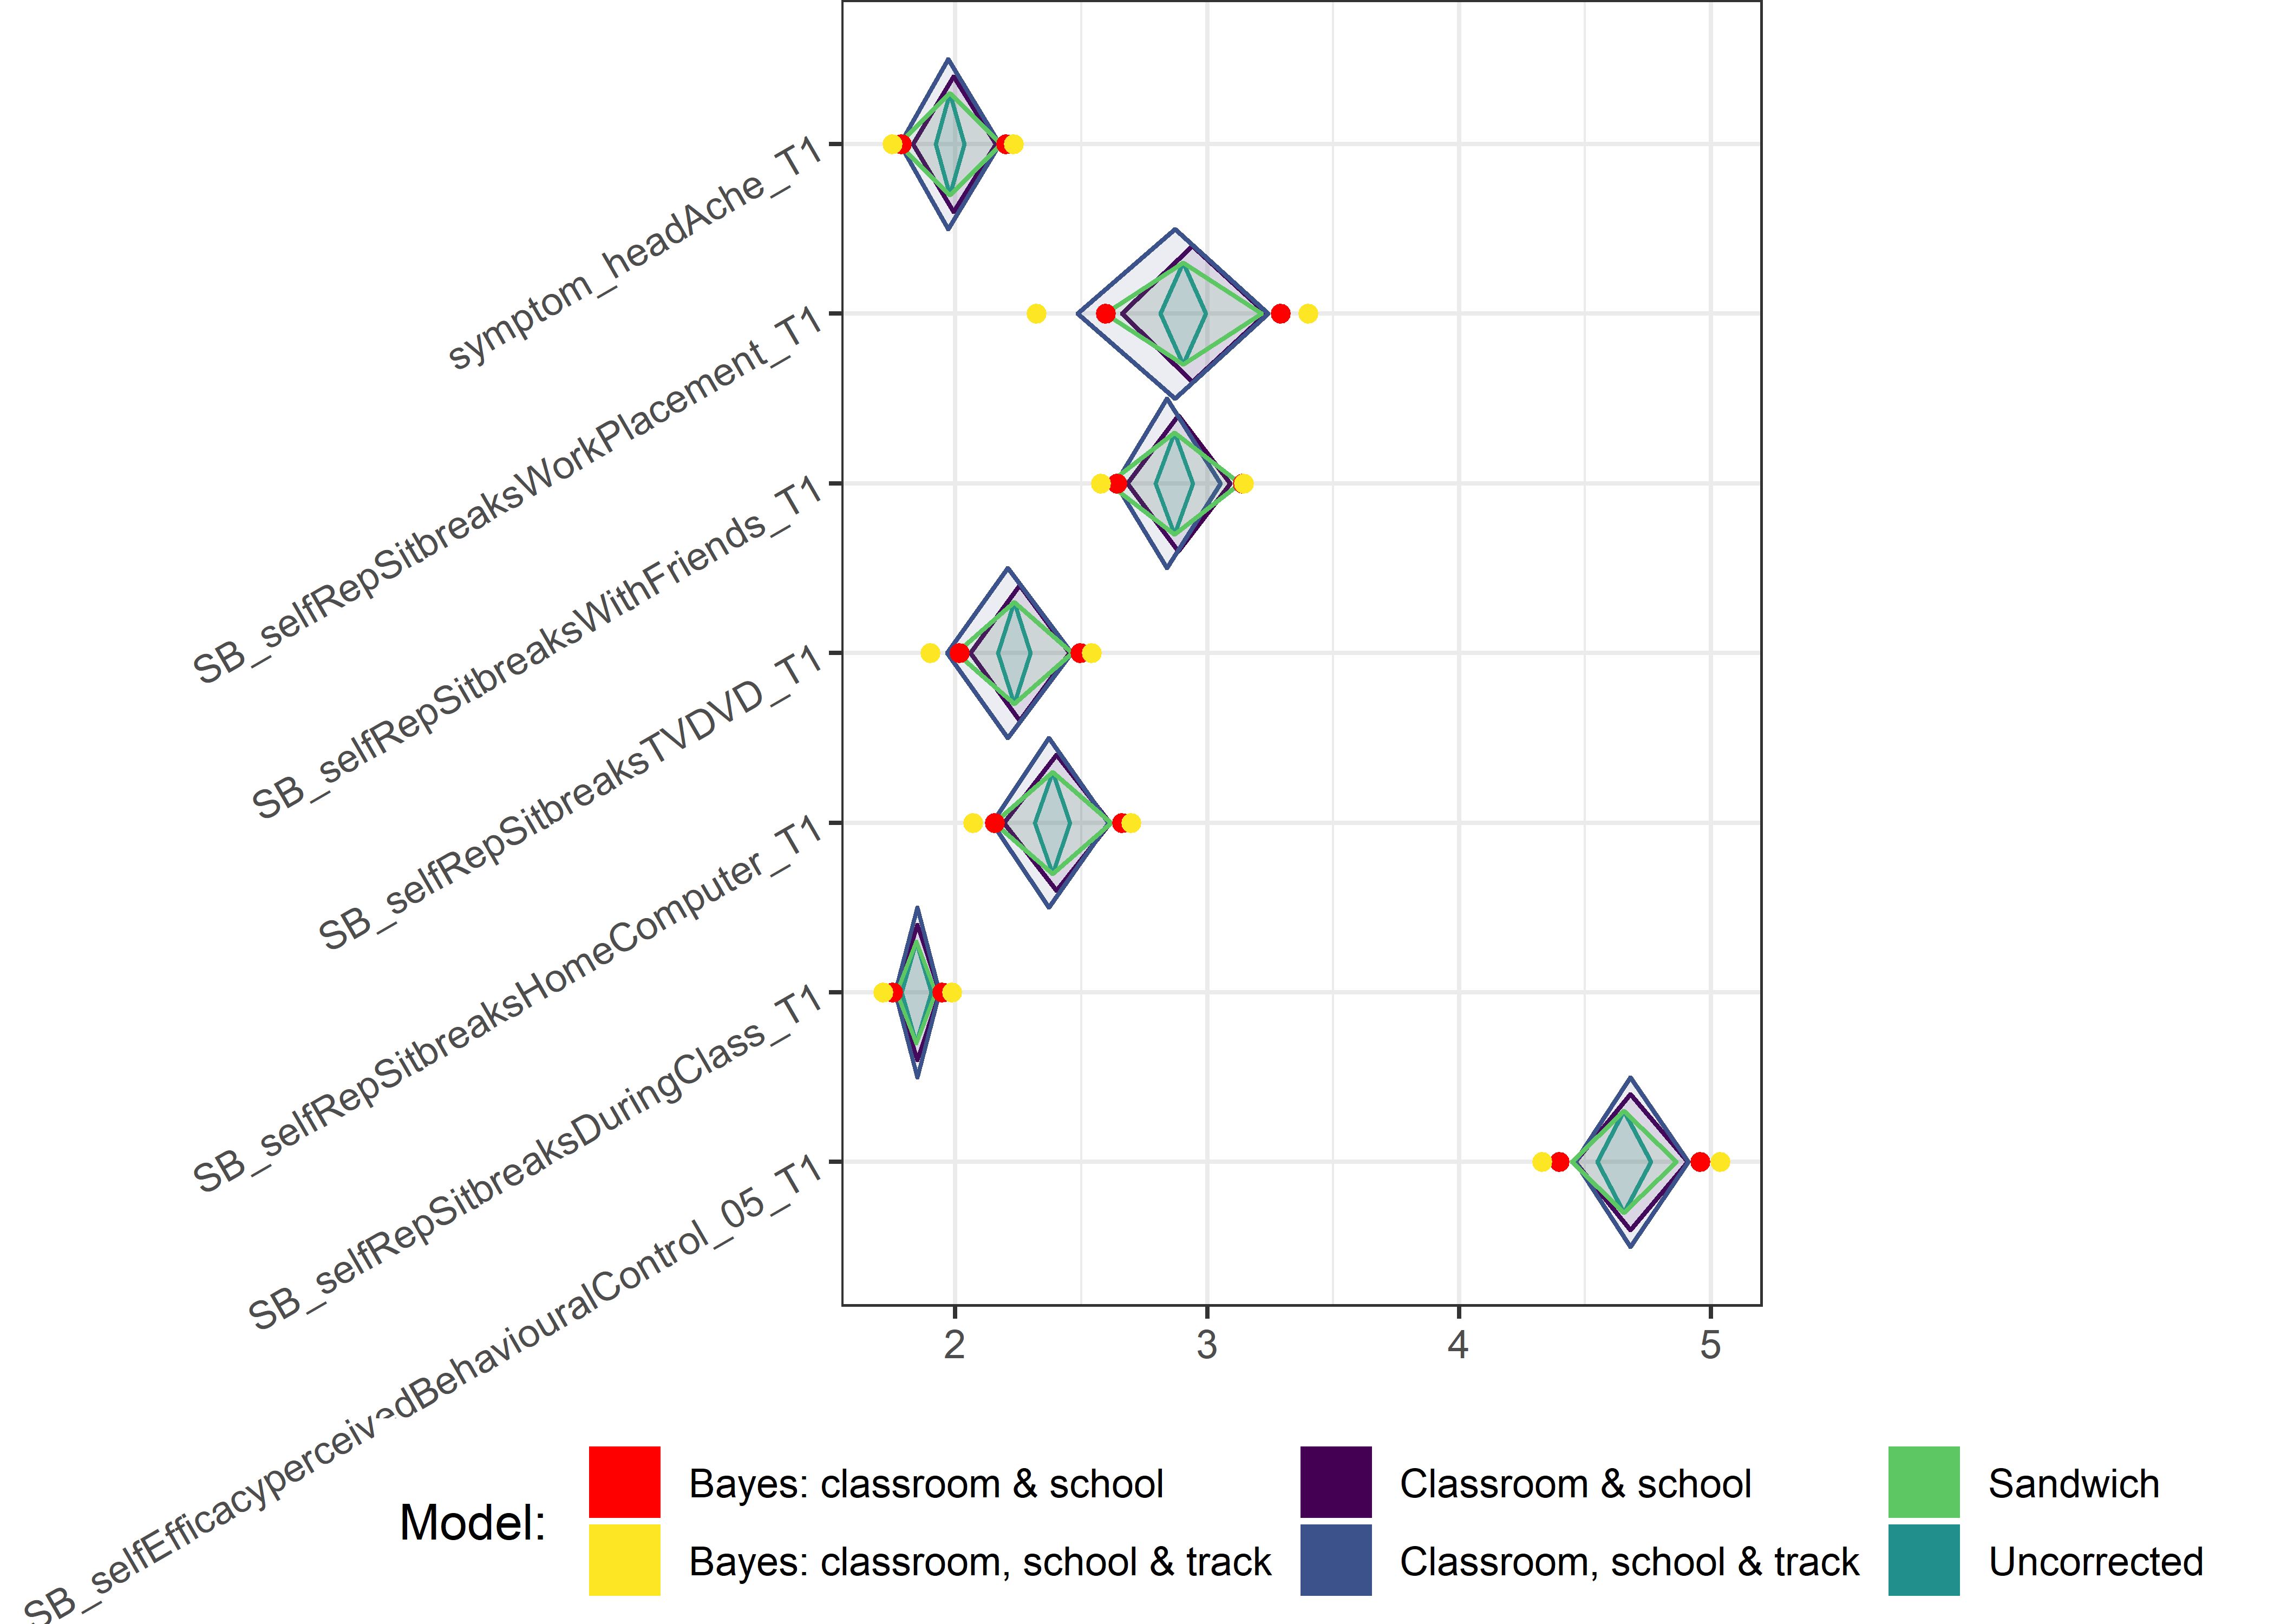 symptom_headAche_T1
SB_selfRepSitbreaksWorkPlacement_T1
SB_selfRepSitbreaksWithFriends_T1
SB_selfRepSitbreaksTVDVD_T1
SB_selfRepSitbreaksHomeComputer_T1
SB_selfRepSitbreaksDuringClass_T1
SB_selfEfficacyperceivedBehaviouralControl_05_T1
2 3 4 5
Model:
Bayes: classroom & school
Bayes: classroom, school & track
Classroom & school
Classroom, school & track
Sandwich
Uncorrected